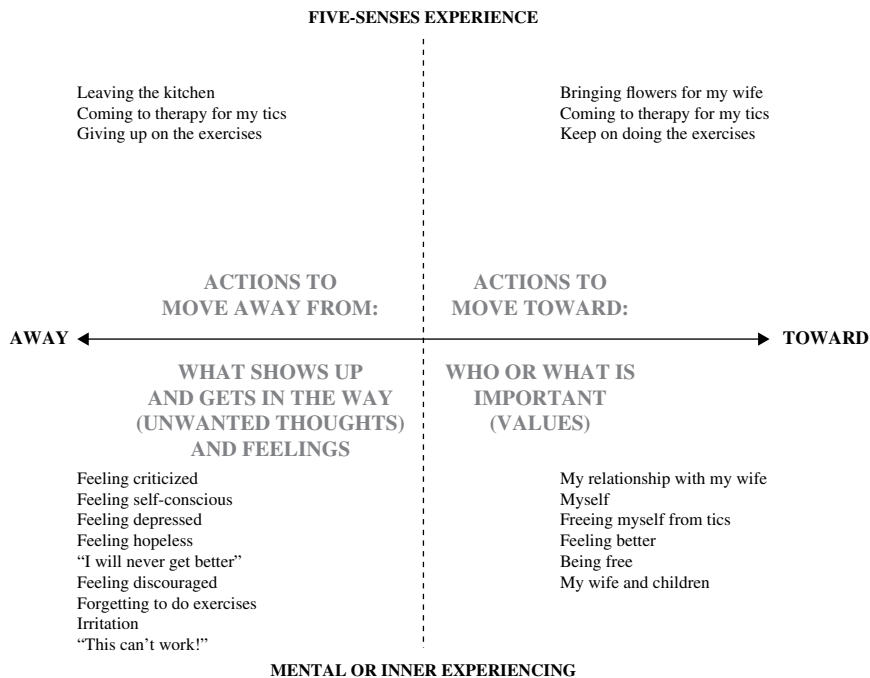 FIVE-SENSES EXPERIENCE
Leaving the kitchen
Coming to therapy for my tics
Giving up on the exercises
Bringing flowers for my wife
Coming to therapy for my tics
Keep on doing the exercises
ACTIONS TO
MOVE AWAY FROM:
ACTIONS TO
MOVE TOWARD:
AWAY
TOWARD
WHAT SHOWS UP
AND GETS IN THE WAY
(UNWANTED THOUGHTS)
AND FEELINGS
WHO OR WHAT IS
IMPORTANT
(VALUES)
Feeling criticized
Feeling self-conscious
Feeling depressed
Feeling hopeless
“I will never get better”
Feeling discouraged
Forgetting to do exercises
Irritation
“This can’t work!”
My relationship with my wife
Myself
Freeing myself from tics
Feeling better
Being free
My wife and children
MENTAL OR INNER EXPERIENCING